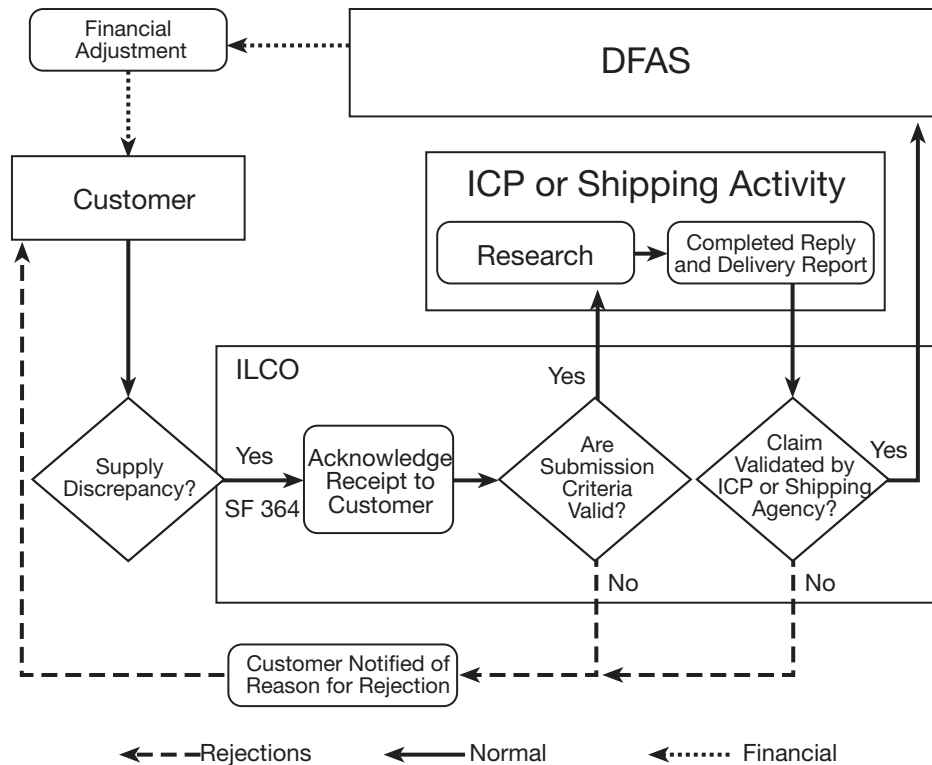 Financial
Adjustment
DFAS
Customer
ICP or Shipping Activity
Research
Completed Reply
and Delivery Report
ILCO
Yes
Supply
Discrepancy?
Yes
SF 364
Acknowledge
Receipt to
Customer
Are
Submission
Criteria
Valid?
Claim
Validated by
ICP or Shipping
Agency?
Yes
No
No
Customer Notified of
Reason for Rejection
Rejections
Normal
Financial